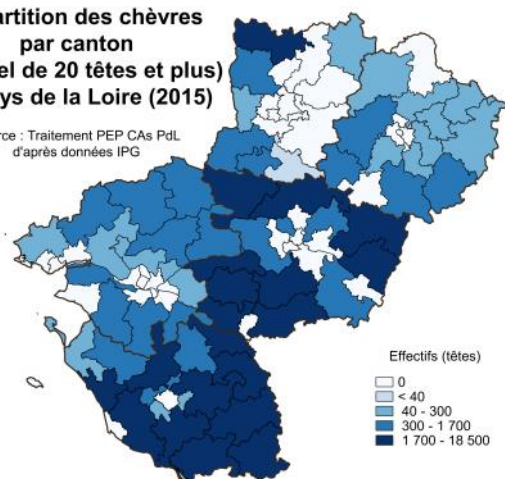 partition des chèvres
par canton
el de 20 têtes et plus)
ys de la Loire (2015)
rce : Traitement PEP CAs PdL
d'après données IPG
Effectifs (têtes)
0
< 40
40 - 300
300 - 1 700
1 700 - 18 500